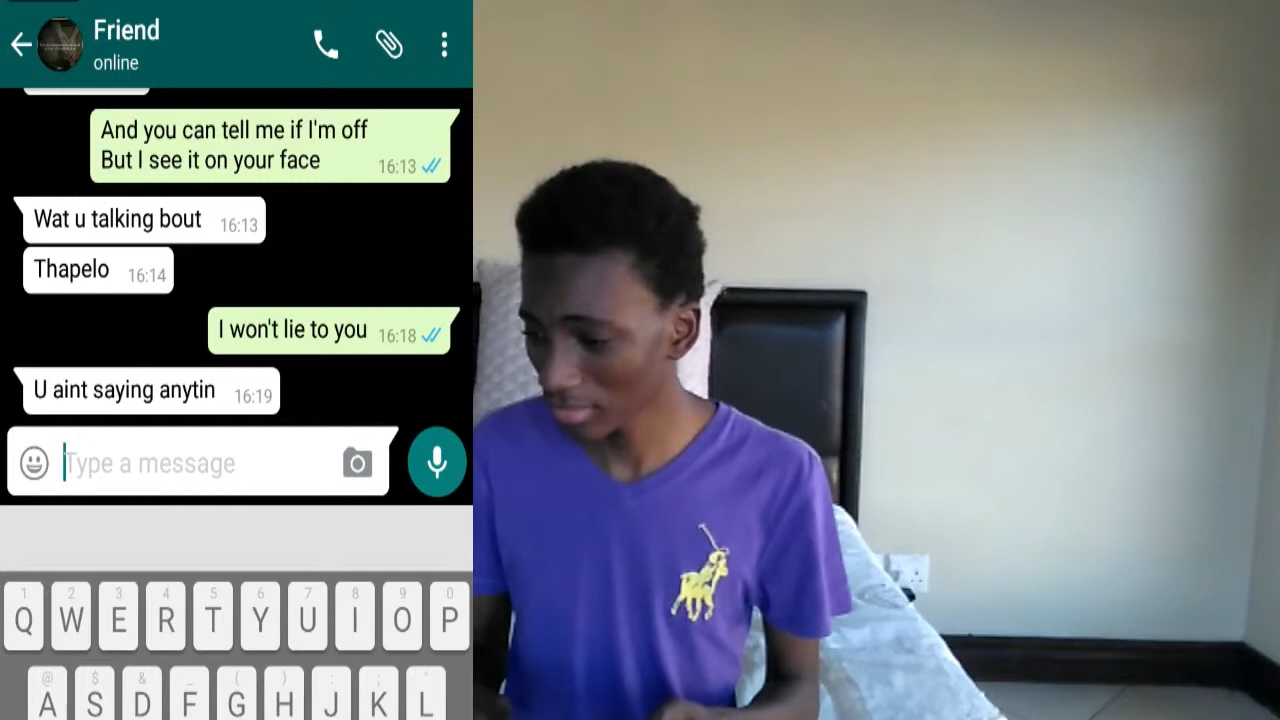 Friend
online
And you can tell me if I'm off
But I see it on your face
16:13
Wat u talking bout
16:13
Thapelo
16:14
I won't lie to you
16:18
U aint saying anytin
16:19
Type a message
1 2 3 4 5 6 7 8 9 0
Q W E R T Y U I O P
@ $ & _ ( ) : ; "
A S D F G H J K L